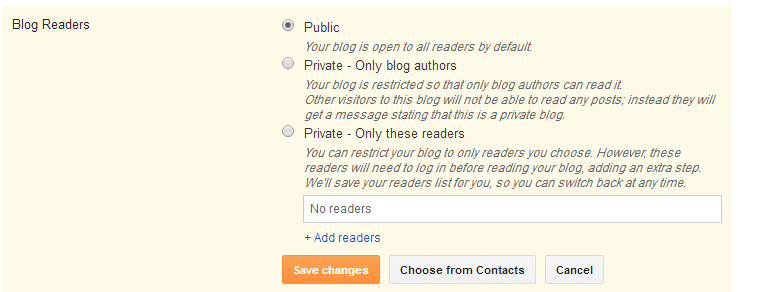 Blog Readers
Public
Your blog is open to all readers by default.
Private - Only blog authors
Your blog is restricted so that only blog authors can read it.
Other visitors to this blog will not be able to read any posts; instead they will
get a message stating that this is a private blog.
Private - Only these readers
You can restrict your blog to only readers you choose. However, these
readers will need to log in before reading your blog, adding an extra step.
We'll save your readers list for you, so you can switch back at any time.
No readers
+ Add readers
Save changes Choose from Contacts Cancel